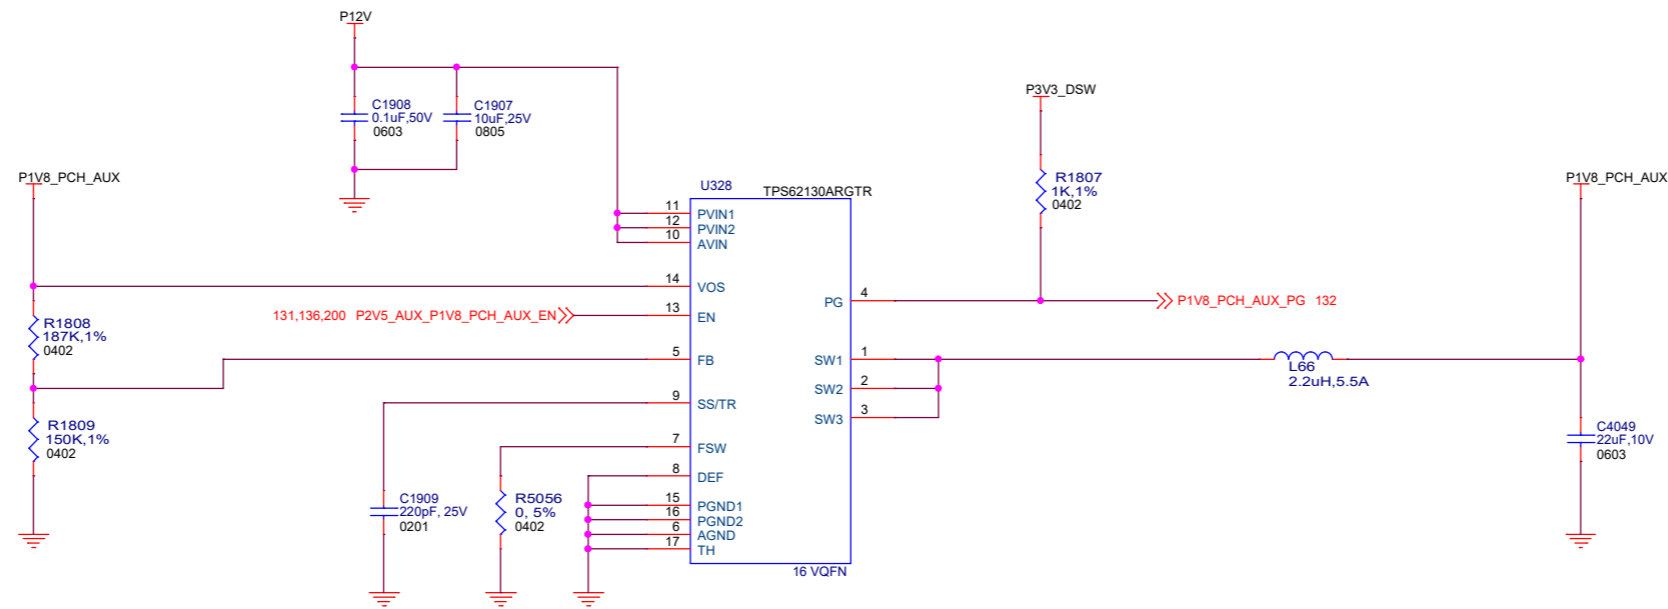 P12V
C1908
0.1uF,50V
0603
C1907
10uF,25V
0805
P3V3_DSW
R1807
1K,1%
0402
P1V8_PCH_AUX
P1V8_PCH_AUX
U328
TPS62130ARGTR
11 PVIN1
12 PVIN2
10 AVIN
14 VOS
131,136,200 P2V5_AUX_P1V8_PCH_AUX_EN
13 EN
PG 4
P1V8_PCH_AUX_PG 132
R1808
187K,1%
0402
5 FB
SW1 1
SW2 2
SW3 3
L66
2.2uH,5.5A
9 SS/TR
R1809
150K,1%
0402
7 FSW
C4049
22uF,10V
0603
8 DEF
C1909
220pF, 25V
0201
R5056
0, 5%
0402
15 PGND1
16 PGND2
6 AGND
17 TH
16 VQFN